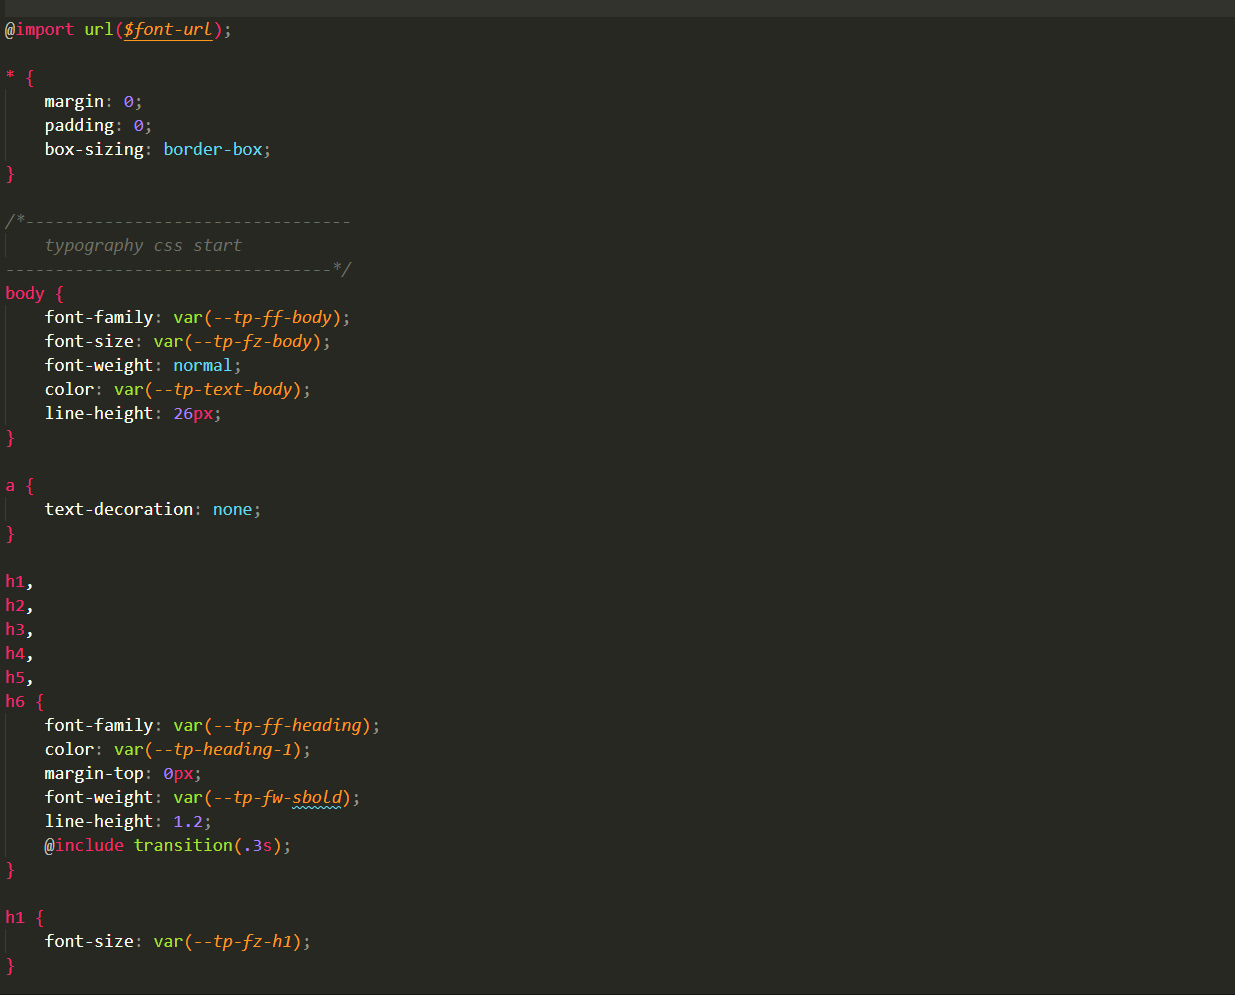 @import url($font-url);
* {
margin: 0;
padding: 0;
box-sizing: border-box;
}
/*---------------------------------
typography css start
---------------------------------*/
body {
font-family: var(--tp-ff-body);
font-size: var(--tp-fz-body);
font-weight: normal;
color: var(--tp-text-body);
line-height: 26px;
}
a {
text-decoration: none;
}
h1,
h2,
h3,
h4,
h5,
h6 {
font-family: var(--tp-ff-heading);
color: var(--tp-heading-1);
margin-top: 0px;
font-weight: var(--tp-fw-sbold);
line-height: 1.2;
@include transition(.3s);
}
h1 {
font-size: var(--tp-fz-h1);
}